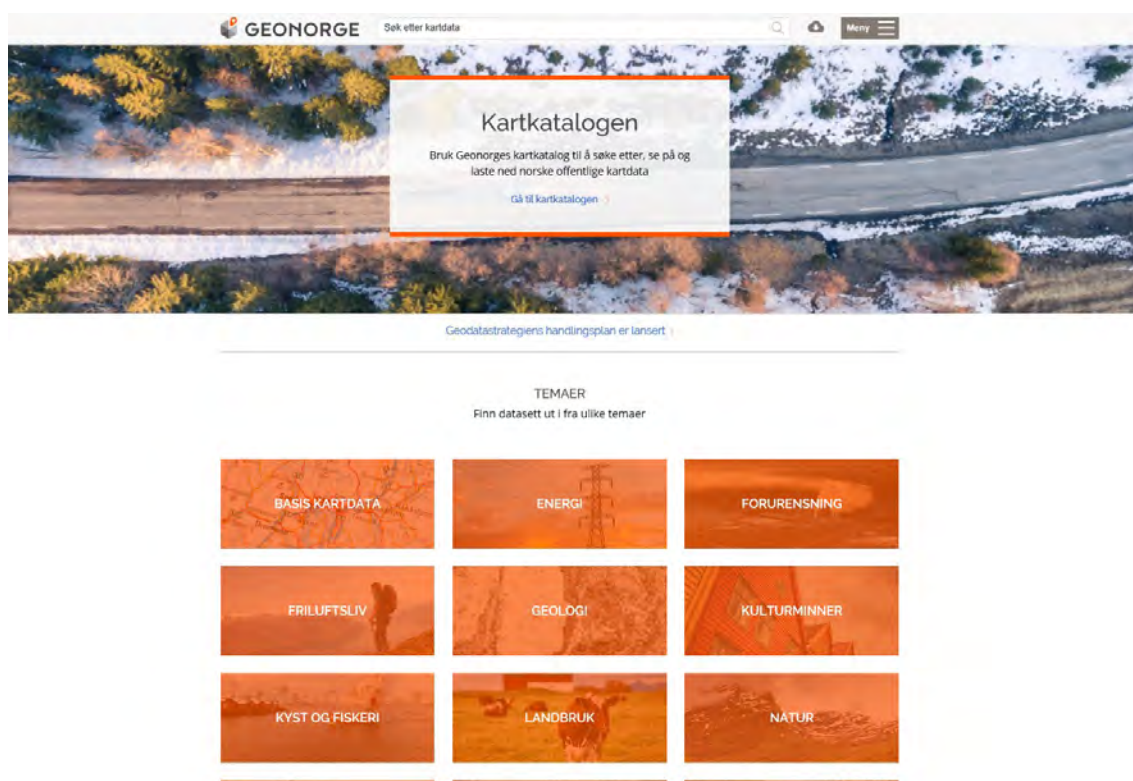 GEONORGE
Søk etter kartdata
Meny
Kartkatalogen
Bruk Geonorges kartkatalog til å søke etter, se på og
laste ned norske offentlige kartdata
Gå til kartkatalogen
Geodatastrategiens handlingsplan er lansert
TEMAER
Finn datasett ut i fra ulike temaer
BASIS KARTDATA
ENERGI
FORURENSNING
FRILUFTSLIV
GEOLOGI
KULTURMINNER
KYST OG FISKERI
LANDBRUK
NATUR